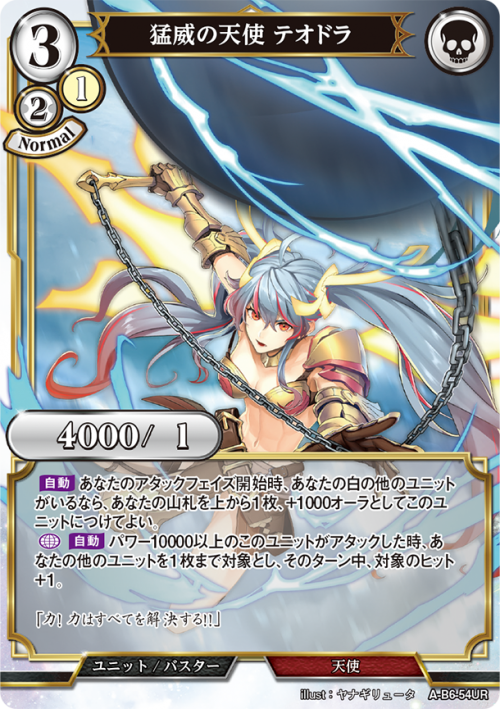 3
猛威の天使 テオドラ
2
1
Normal
4000/ 1
自動 あなたのアタックフェイズ開始時、あなたの白の他のユニット
がいるなら、あなたの山札を上から1枚、+1000オーラとしてこのユ
ニットにつけてよい。
自動 パワー10000以上のこのユニットがアタックした時、あ
なたの他のユニットを1枚まで対象とし、そのターン中、対象のヒット
+1。
「力! 力はすべてを解決する!!」
ユニット / バスター
天使
illust：ヤナギリュータ A-B6-54UR